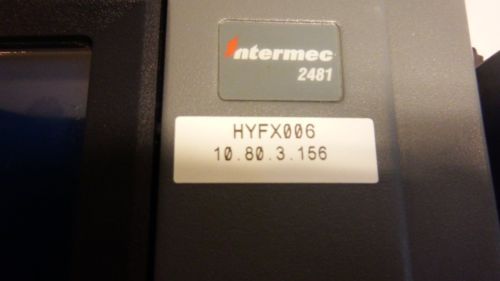 Intermec
2481
HYFX006
10.80.3.156